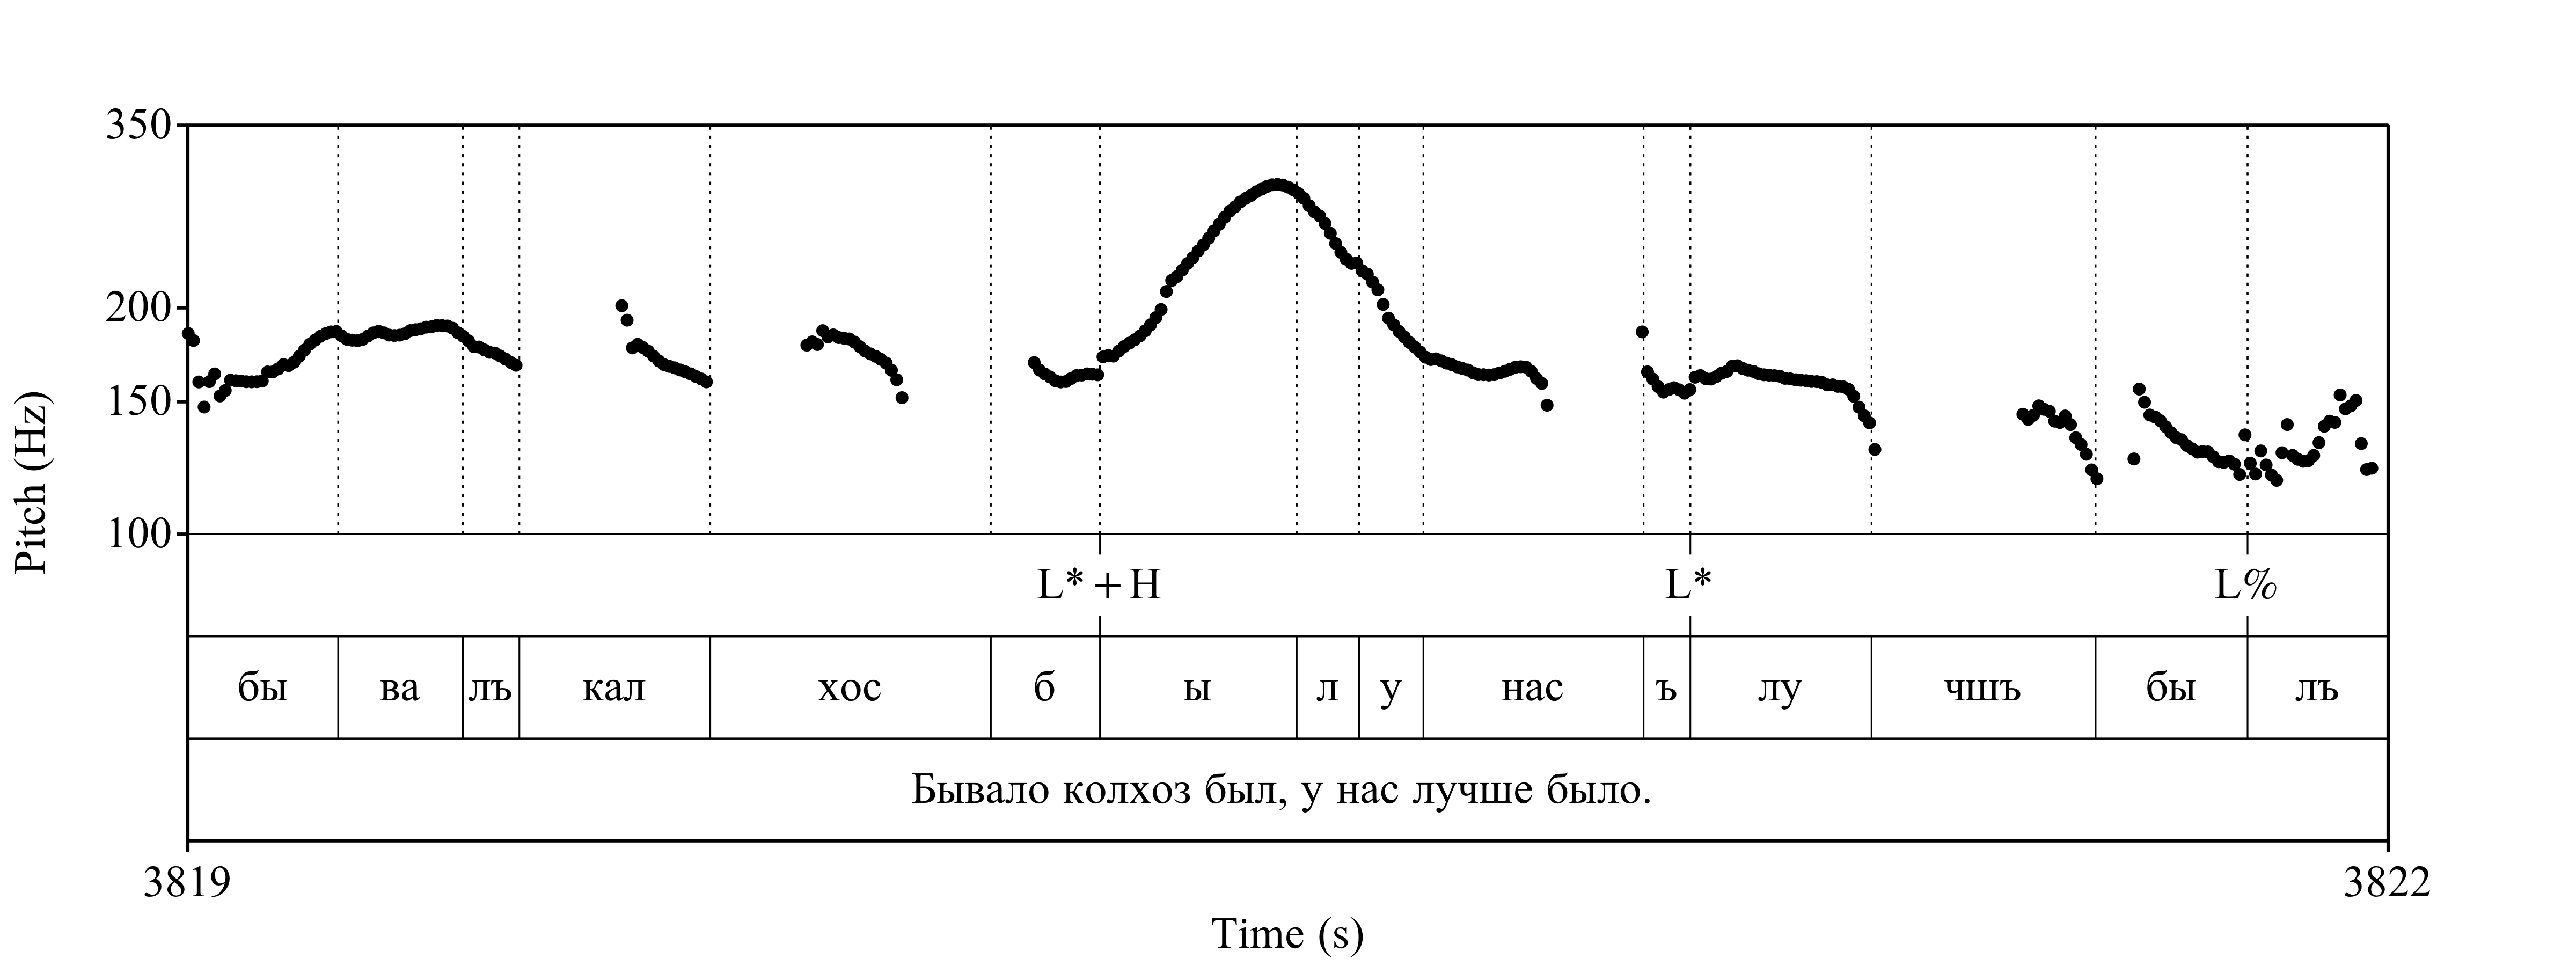 350
200
150
100
Pitch (Hz)
L*+H L* L%
бы ва лъ кал хос б ы л у нас ъ лу чшъ бы лъ
Бывало колхоз был, у нас лучше было.
3819 3822
Time (s)